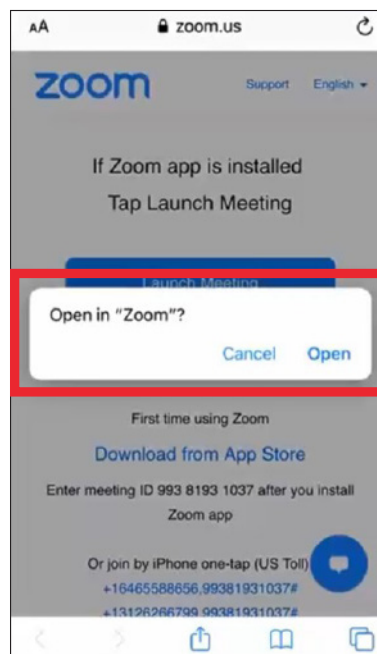 AA zoom.us
zoom Support English
If Zoom app is installed
Tap Launch Meeting
Launch Meeting
Open in "Zoom"?
Cancel Open
First time using Zoom
Download from App Store
Enter meeting ID 993 8193 1037 after you install
Zoom app
Or join by iPhone one-tap (US Toll)
+16465588656,99381931037#
+13126266799,99381931037#